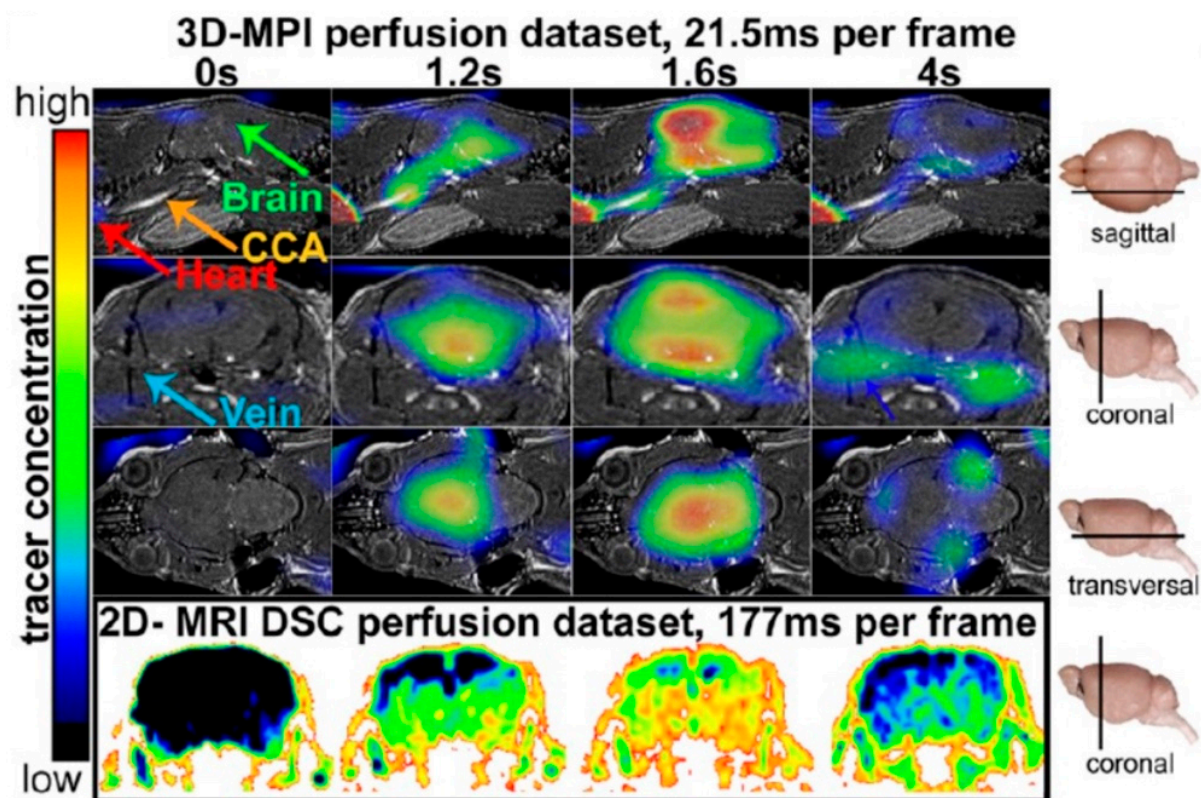 3D-MPI perfusion dataset, 21.5ms per frame
0s 1.2s 1.6s 4s
high
Brain
CCA
Heart
sagittal
Vein
coronal
tracer concentration
transversal
2D- MRI DSC perfusion dataset, 177ms per frame
low
coronal